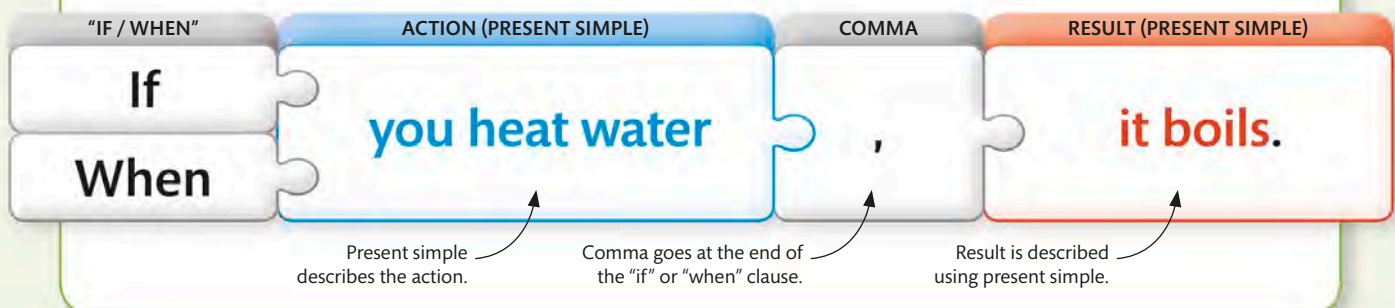 "IF / WHEN"
ACTION (PRESENT SIMPLE)
COMMA
RESULT (PRESENT SIMPLE)
If
When
you heat water
,
it boils.
Present simple
describes the action.
Comma goes at the end of
the "if" or "when" clause.
Result is described
using present simple.